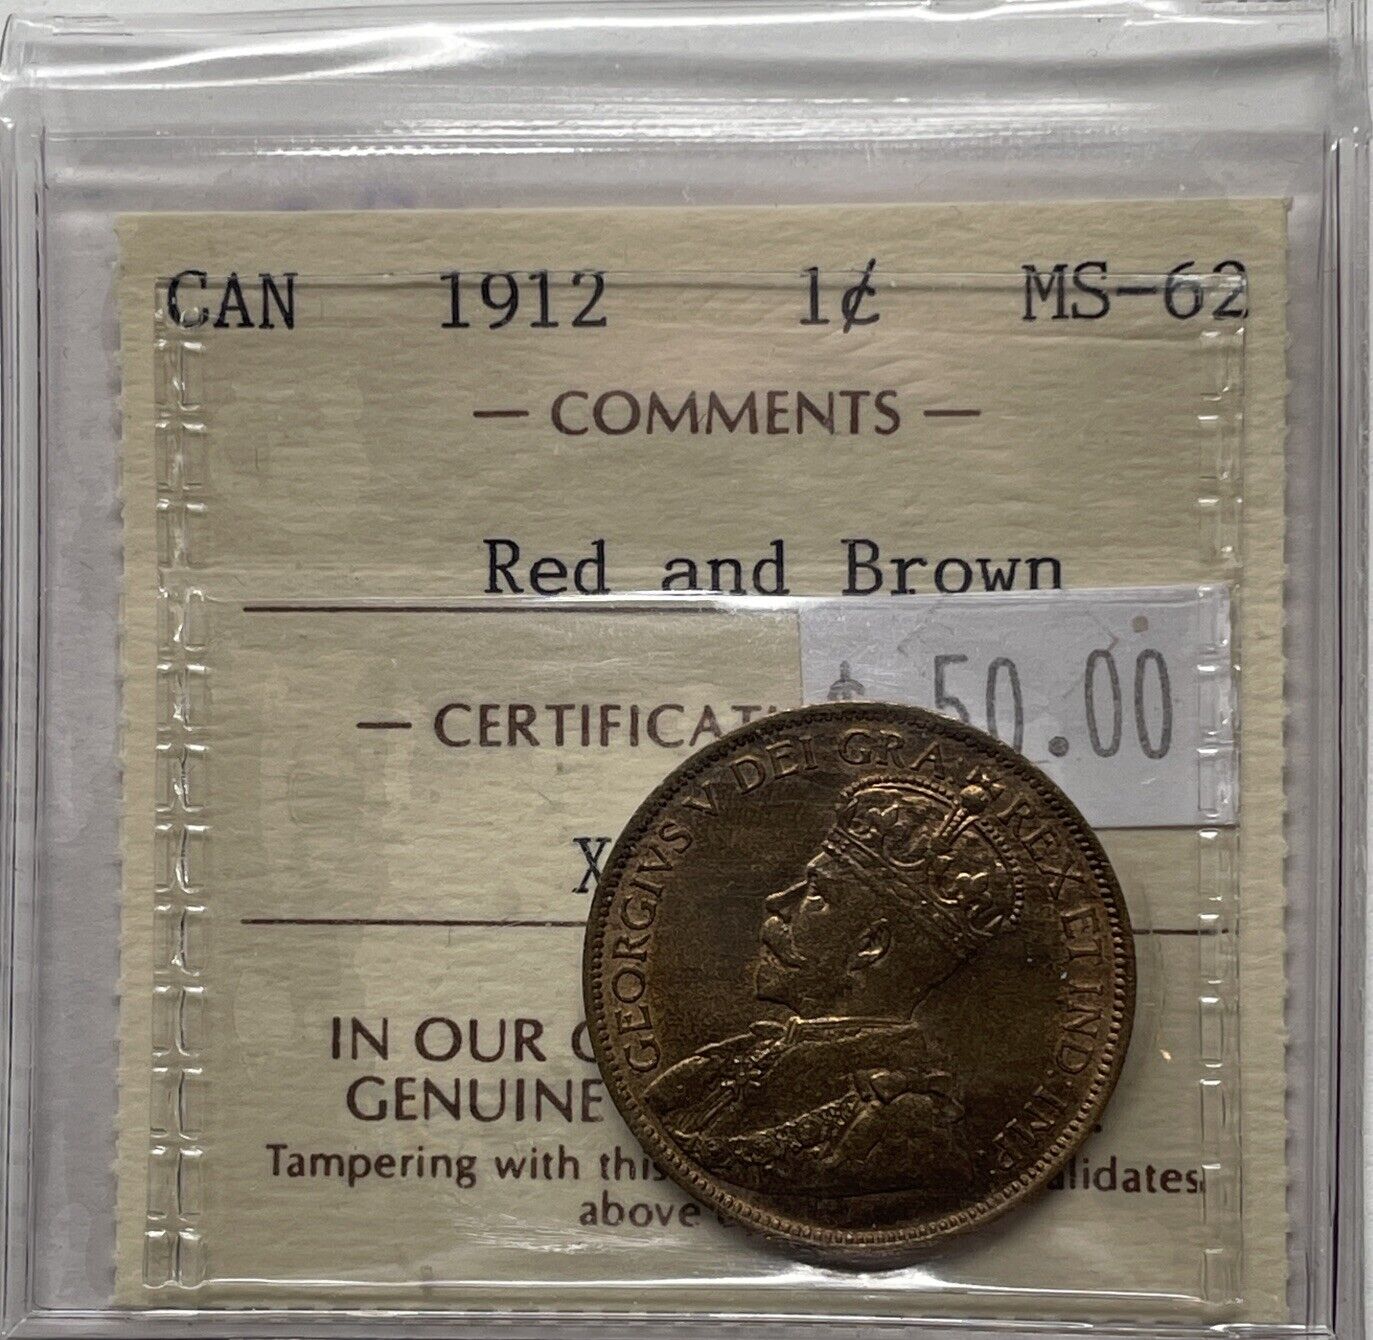 CAN 1912 1¢ MS-62
— COMMENTS —
Red and Brown
$ 50.00
— CERTIFICAT
X
GEORGIVS V DEI GRA: REX ET IND: IMP:
IN OUR
GENUINE
Tampering with this alidates
above